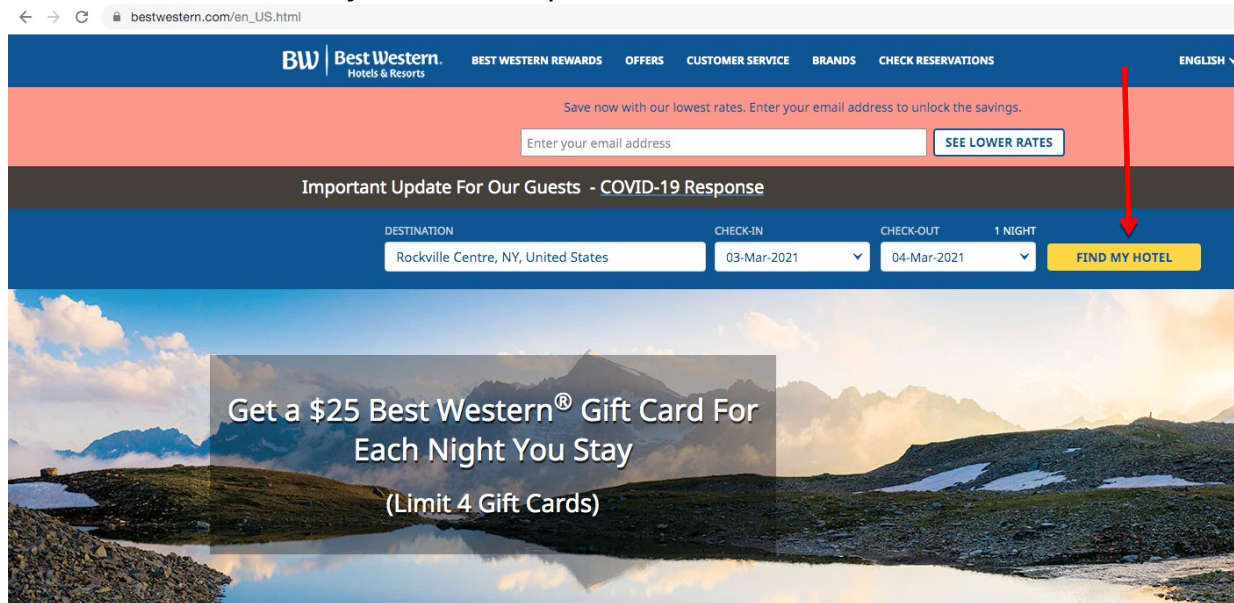 bestwestern.com/en_US.html
BW Best Western. BEST WESTERN REWARDS OFFERS CUSTOMER SERVICE BRANDS CHECK RESERVATIONS ENGLISH
Hotels & Resorts
Save now with our lowest rates. Enter your email address to unlock the savings.
Enter your email address SEE LOWER RATES
Important Update For Our Guests - COVID-19 Response
DESTINATION CHECK-IN CHECK-OUT 1 NIGHT
Rockville Centre, NY, United States 03-Mar-2021 04-Mar-2021 FIND MY HOTEL
Get a $25 Best Western® Gift Card For
Each Night You Stay
(Limit 4 Gift Cards)